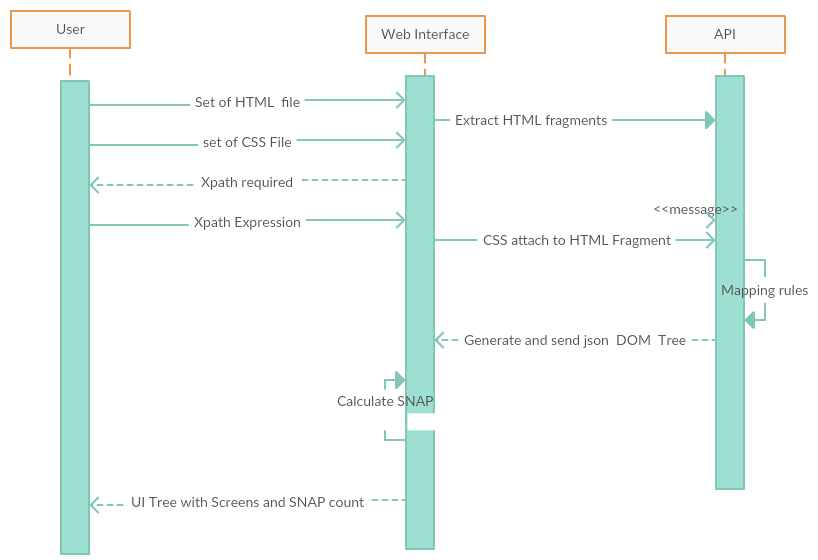 User
Web Interface
API
Set of HTML file
Extract HTML fragments
set of CSS File
Xpath required
<<message>>
Xpath Expression
CSS attach to HTML Fragment
Mapping rules
Generate and send json DOM Tree
Calculate SNAP
UI Tree with Screens and SNAP count